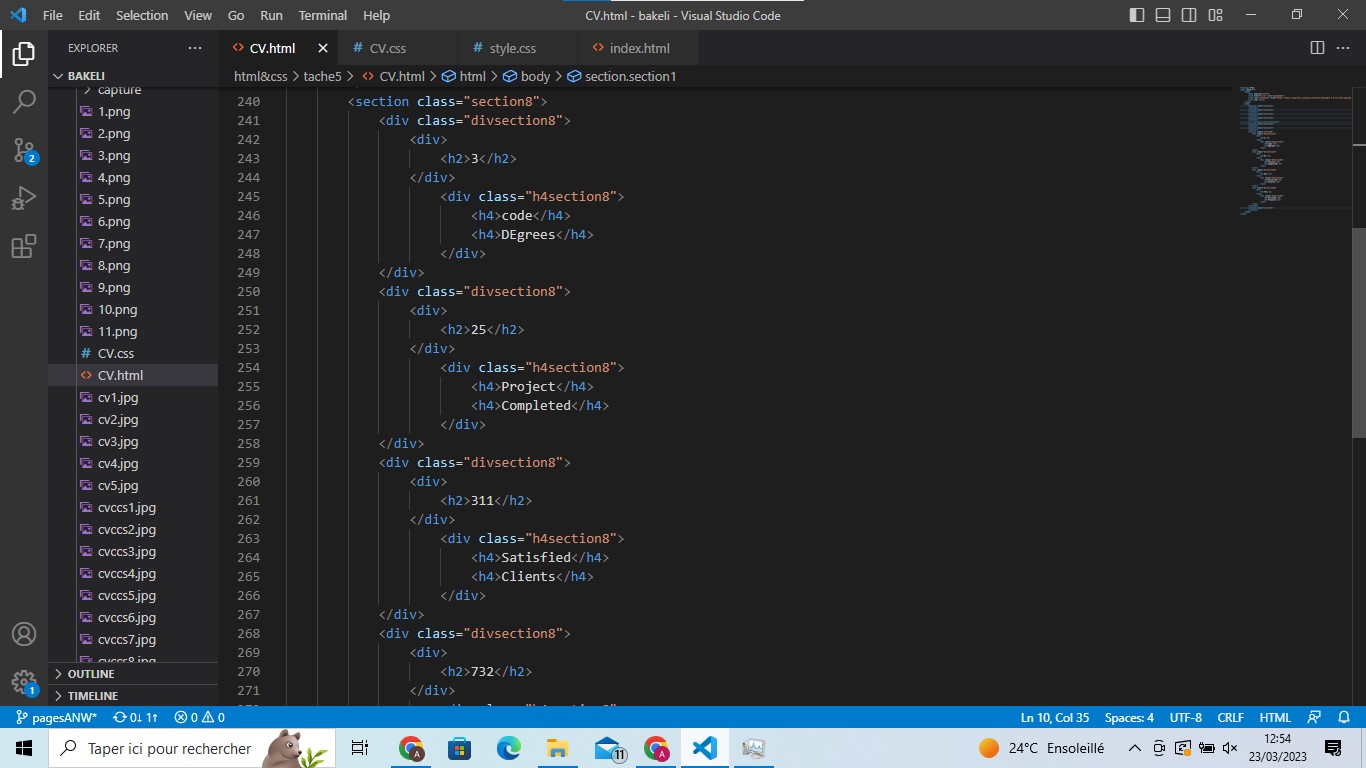 File Edit Selection View Go Run Terminal Help CV.html - bakeli - Visual Studio Code
EXPLORER
CV.html
CV.css
style.css
index.html
BAKELI
html&css > tache5 > CV.html > html > body > section.section1
capture
1.png
2.png
3.png
4.png
5.png
6.png
7.png
8.png
9.png
10.png
11.png
CV.css
CV.html
cv1.jpg
cv2.jpg
cv3.jpg
cv4.jpg
cv5.jpg
cvccs1.jpg
cvccs2.jpg
cvccs3.jpg
cvccs4.jpg
cvccs5.jpg
cvccs6.jpg
cvccs7.jpg
cvccs8.jpg
OUTLINE
TIMELINE
240 <section class="section8">
241 <div class="divsection8">
242 <div>
243 <h2>3</h2>
244 </div>
245 <div class="h4section8">
246 <h4>code</h4>
247 <h4>DEgrees</h4>
248 </div>
249 </div>
250 <div class="divsection8">
251 <div>
252 <h2>25</h2>
253 </div>
254 <div class="h4section8">
255 <h4>Project</h4>
256 <h4>Completed</h4>
257 </div>
258 </div>
259 <div class="divsection8">
260 <div>
261 <h2>311</h2>
262 </div>
263 <div class="h4section8">
264 <h4>Satisfied</h4>
265 <h4>Clients</h4>
266 </div>
267 </div>
268 <div class="divsection8">
269 <div>
270 <h2>732</h2>
271 </div>
2
1
pagesANW* 0↓ 1↑ 0 0 Ln 10, Col 35 Spaces: 4 UTF-8 CRLF HTML
Taper ici pour rechercher
A
11
A
24°C Ensoleillé
12:54
23/03/2023